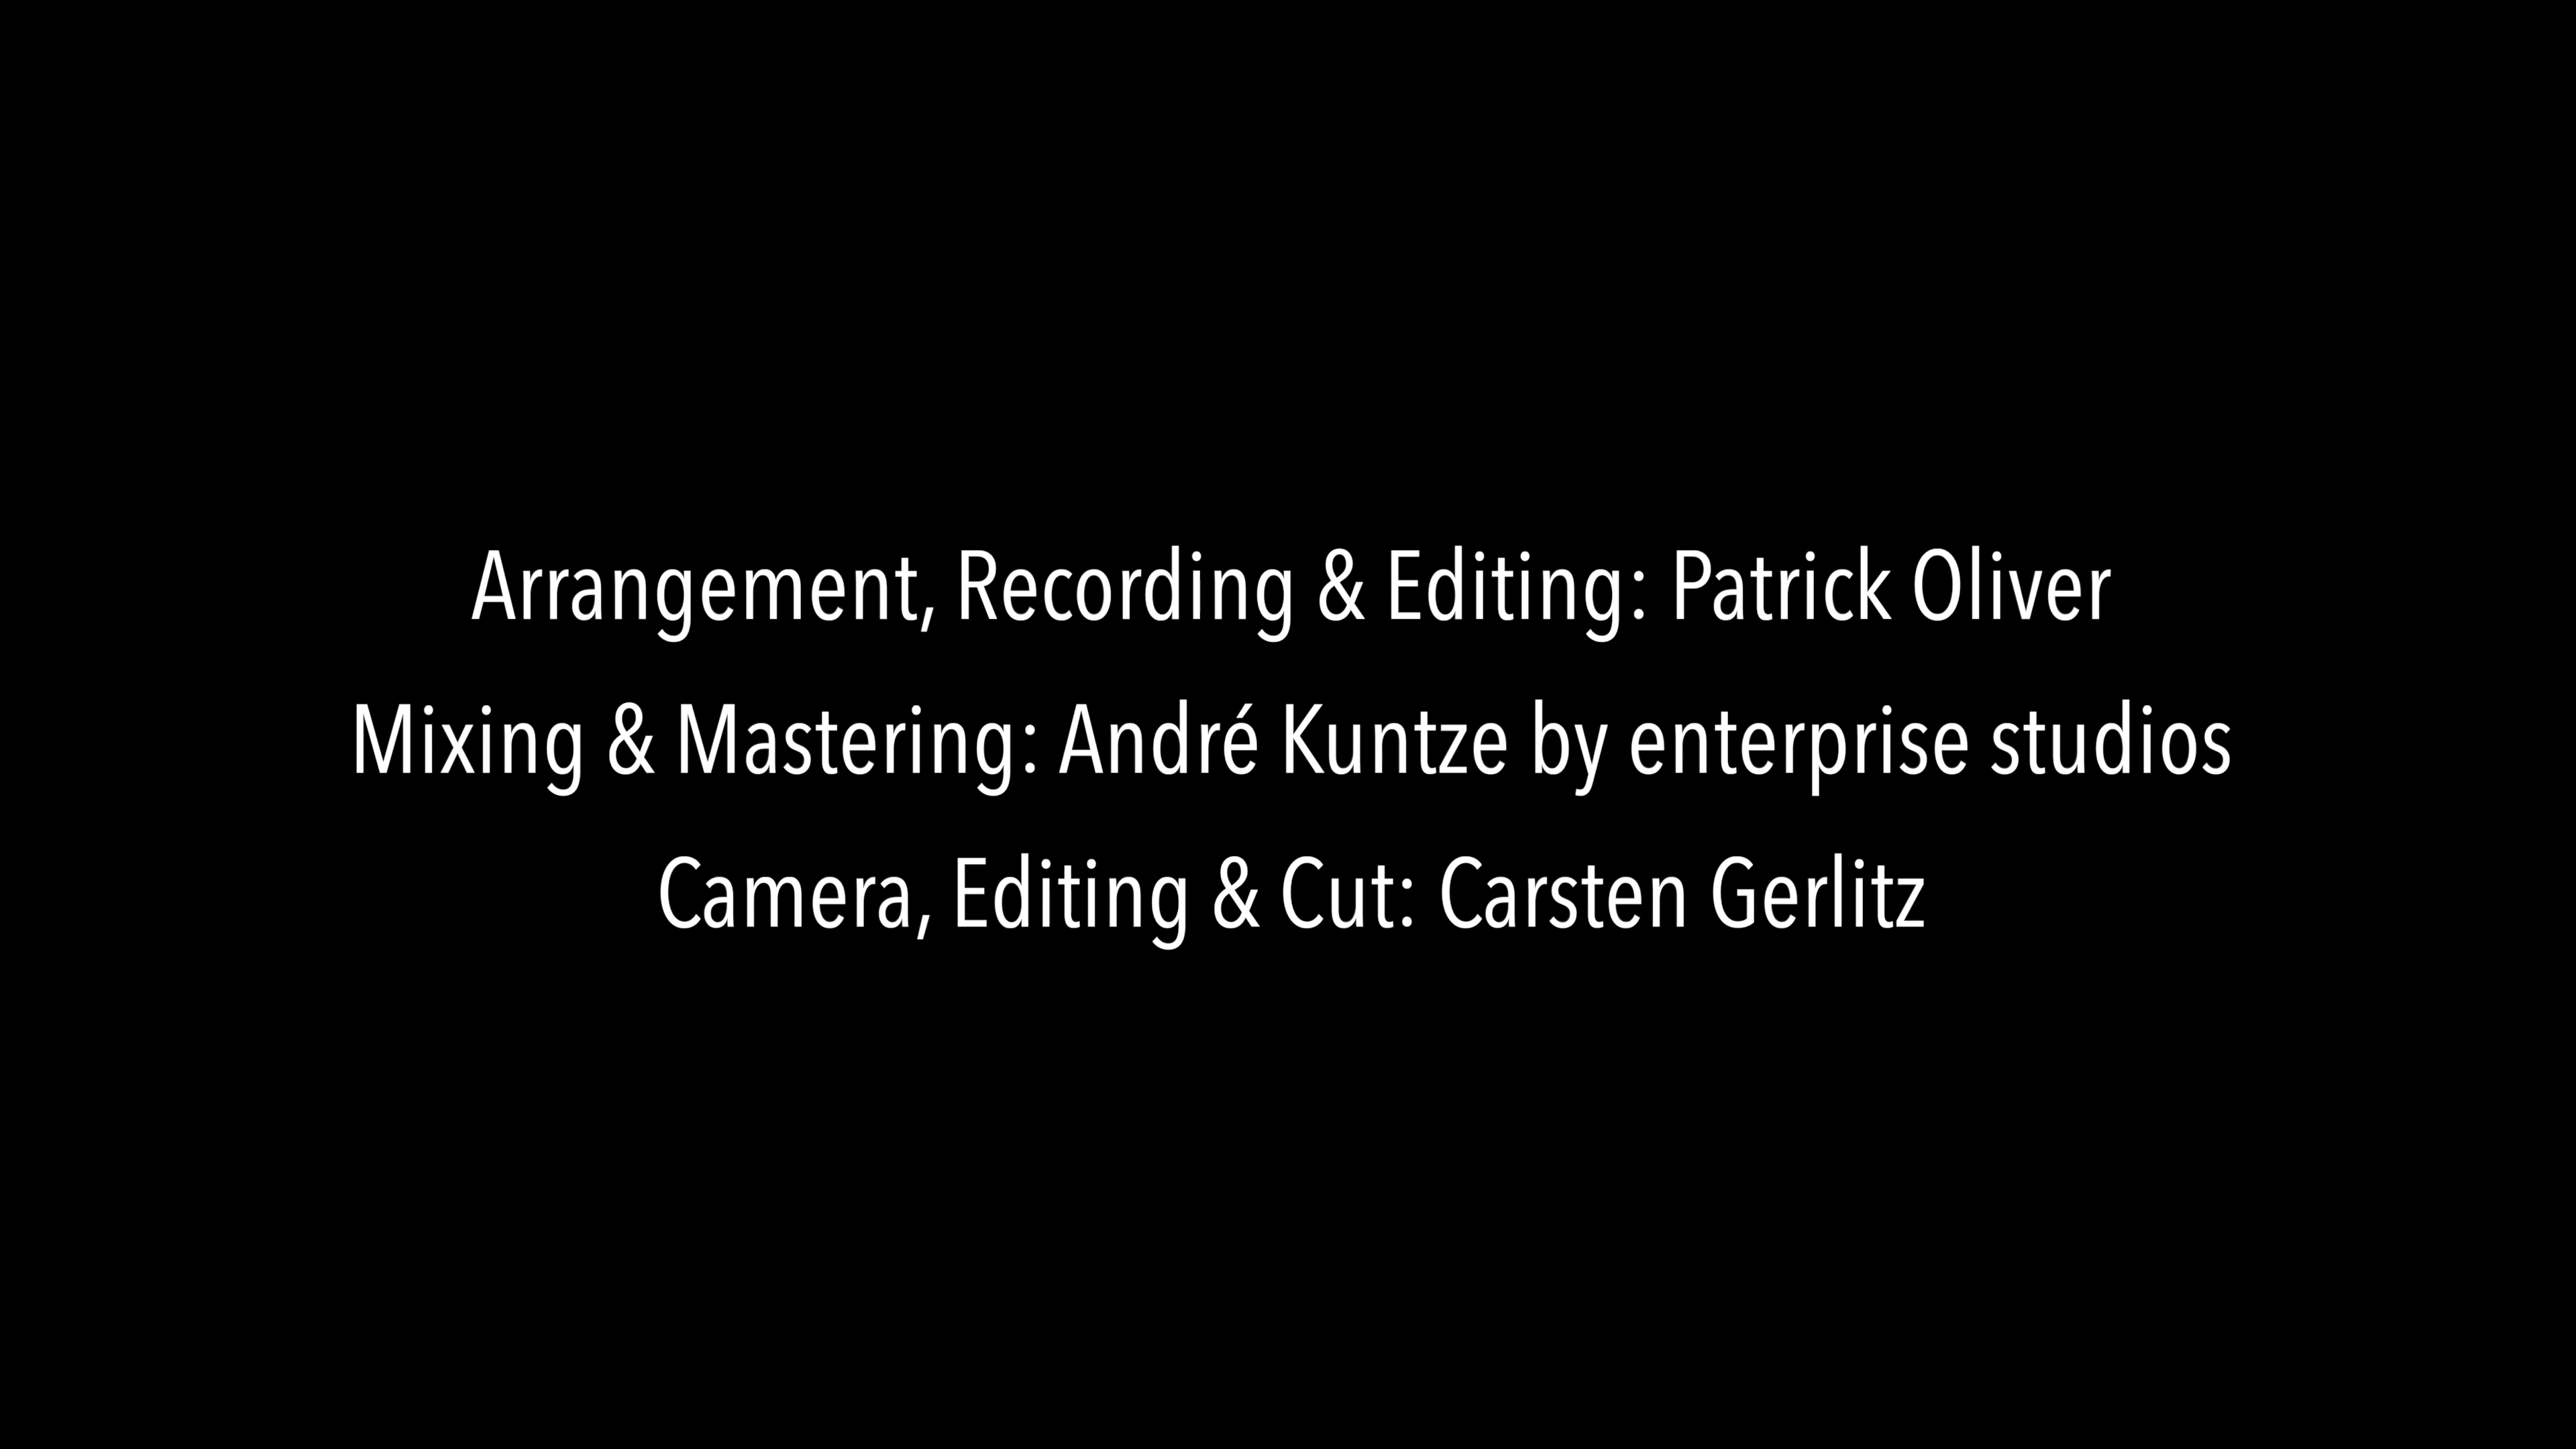 Arrangement, Recording & Editing: Patrick Oliver
Mixing & Mastering: André Kuntze by enterprise studios
Camera, Editing & Cut: Carsten Gerlitz